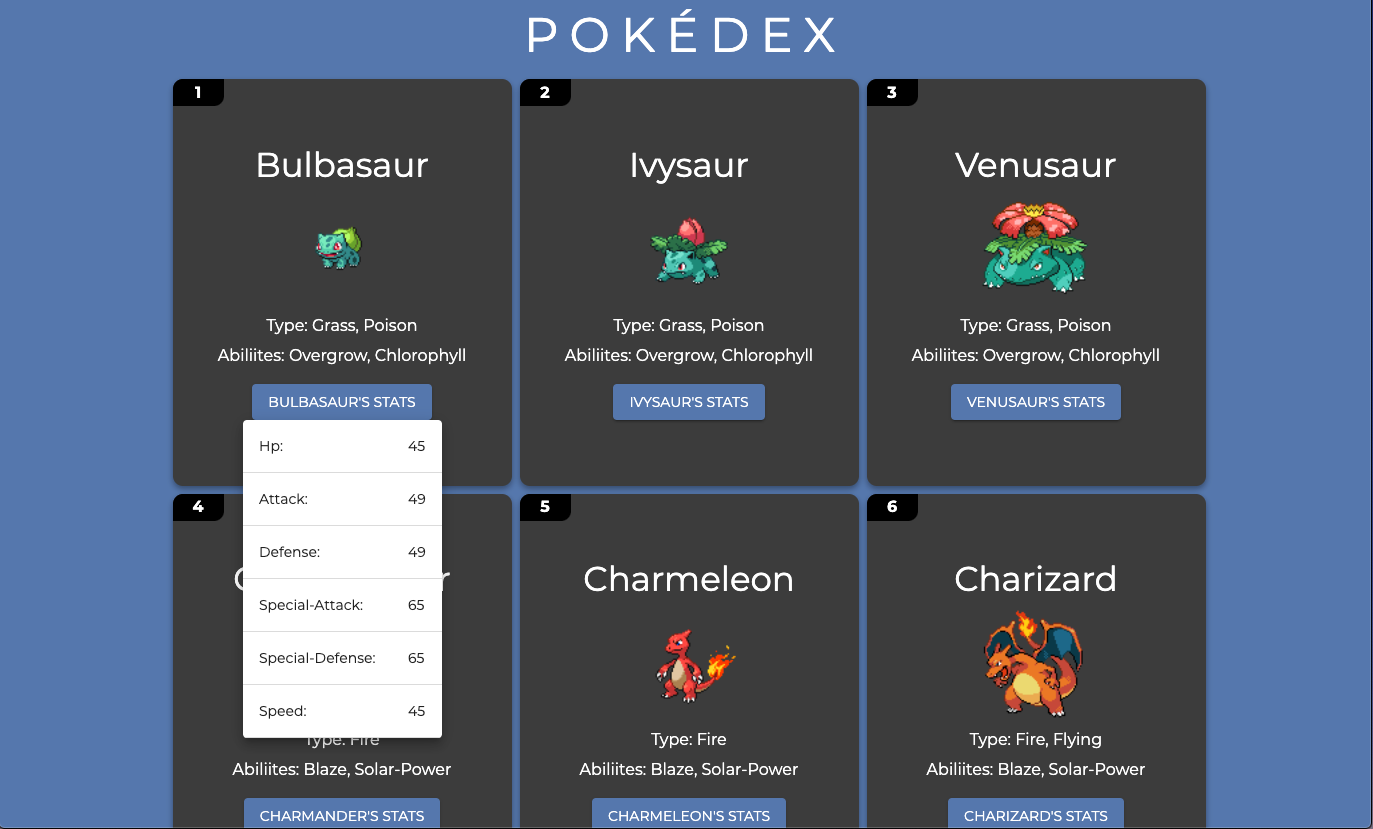 POKÉDEX
1
Bulbasaur
Type: Grass, Poison
Abiliites: Overgrow, Chlorophyll
BULBASAUR'S STATS
Hp: 45
Attack: 49
Defense: 49
Special-Attack: 65
Special-Defense: 65
Speed: 45
2
Ivysaur
Type: Grass, Poison
Abiliites: Overgrow, Chlorophyll
IVYSAUR'S STATS
3
Venusaur
Type: Grass, Poison
Abiliites: Overgrow, Chlorophyll
VENUSAUR'S STATS
4
Type: Fire
Abiliites: Blaze, Solar-Power
CHARMANDER'S STATS
5
Charmeleon
Type: Fire
Abiliites: Blaze, Solar-Power
CHARMELEON'S STATS
6
Charizard
Type: Fire, Flying
Abiliites: Blaze, Solar-Power
CHARIZARD'S STATS